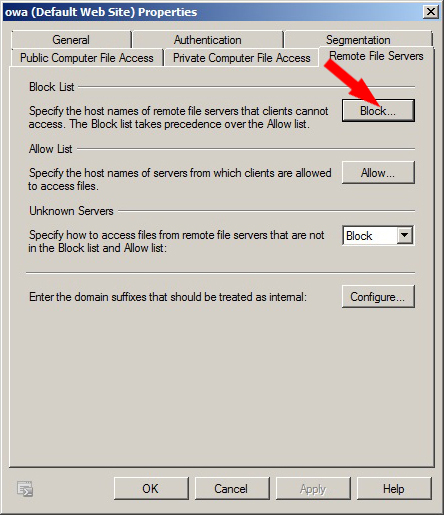 owa (Default Web Site) Properties
General Authentication Segmentation
Public Computer File Access Private Computer File Access Remote File Servers
Block List
Specify the host names of remote file servers that clients cannot
access. The Block list takes precedence over the Allow list.
Block...
Allow List
Specify the host names of servers from which clients are allowed
to access files.
Allow...
Unknown Servers
Specify how to access files from remote file servers that are not
in the Block list and Allow list:
Block
Enter the domain suffixes that should be treated as internal:
Configure...
OK Cancel Apply Help